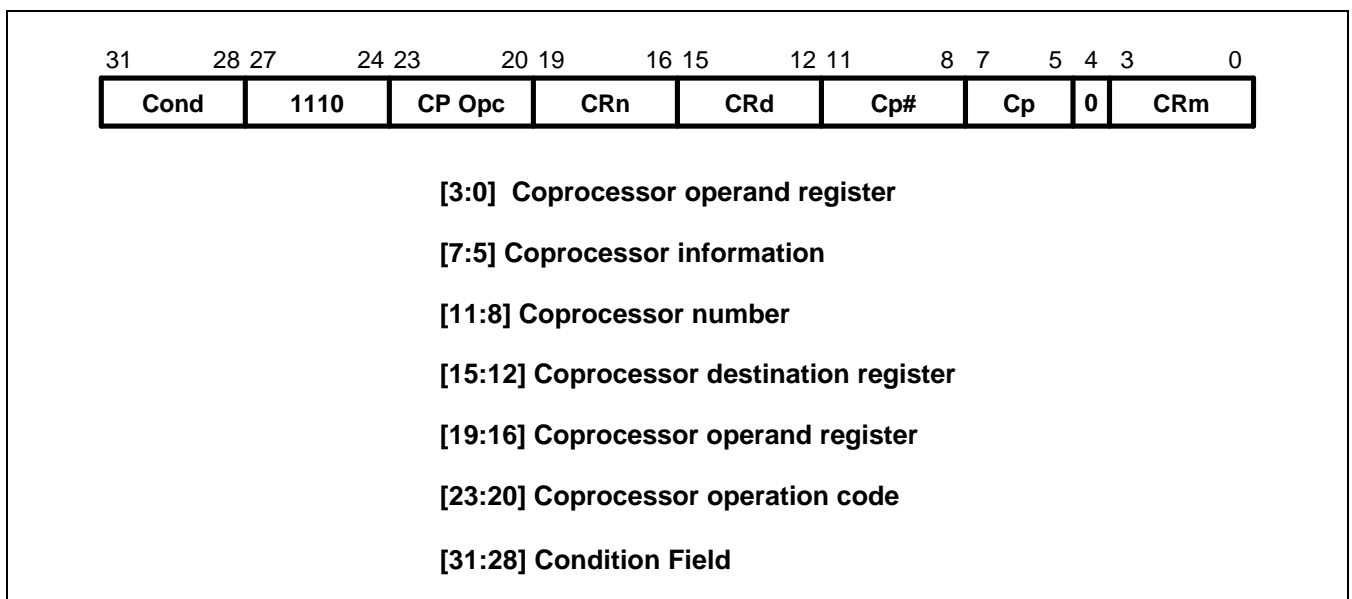 31 28 27 24 23 20 19 16 15 12 11 8 7 5 4 3 0
Cond 1110 CP Opc CRn CRd Cp# Cp 0 CRm
[3:0] Coprocessor operand register
[7:5] Coprocessor information
[11:8] Coprocessor number
[15:12] Coprocessor destination register
[19:16] Coprocessor operand register
[23:20] Coprocessor operation code
[31:28] Condition Field